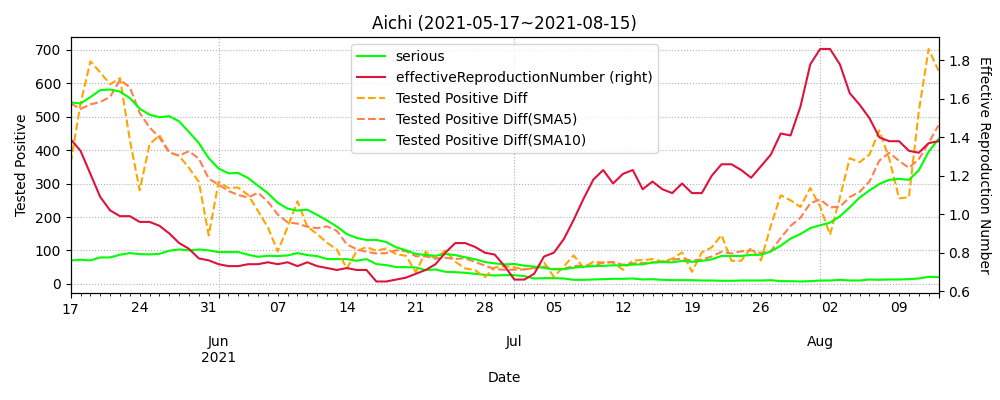 Aichi (2021-05-17~2021-08-15)
serious
effectiveReproductionNumber (right)
Tested Positive Diff
Tested Positive Diff(SMA5)
Tested Positive Diff(SMA10)
Tested Positive
700
600
500
400
300
200
100
0
1.8
1.6
1.4
1.2
1.0
0.8
0.6
Effective Reproduction Number
17 24 31 07 14 21 28 05 12 19 26 02 09
Jun Jul Aug
2021
Date